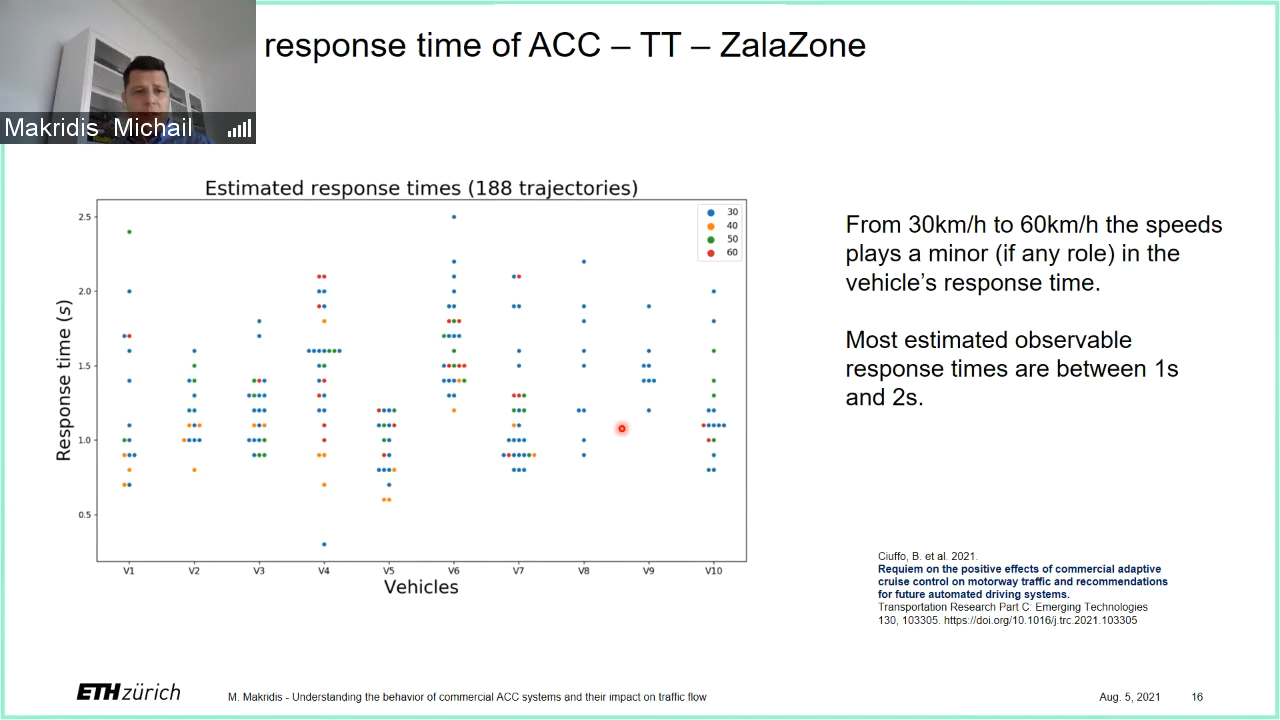 response time of ACC – TT – ZalaZone
Makridis Michail
Estimated response times (188 trajectories)
30
40
50
60
2.5
2.0
1.5
1.0
0.5
Response time (s)
V1 V2 V3 V4 V5 V6 V7 V8 V9 V10
Vehicles
From 30km/h to 60km/h the speeds
plays a minor (if any role) in the
vehicle’s response time.
Most estimated observable
response times are between 1s
and 2s.
Ciuffo, B. et al. 2021.
Requiem on the positive effects of commercial adaptive
cruise control on motorway traffic and recommendations
for future automated driving systems.
Transportation Research Part C: Emerging Technologies
130, 103305. https://doi.org/10.1016/j.trc.2021.103305
ETH zürich
M. Makridis - Understanding the behavior of commercial ACC systems and their impact on traffic flow
Aug. 5, 2021
16